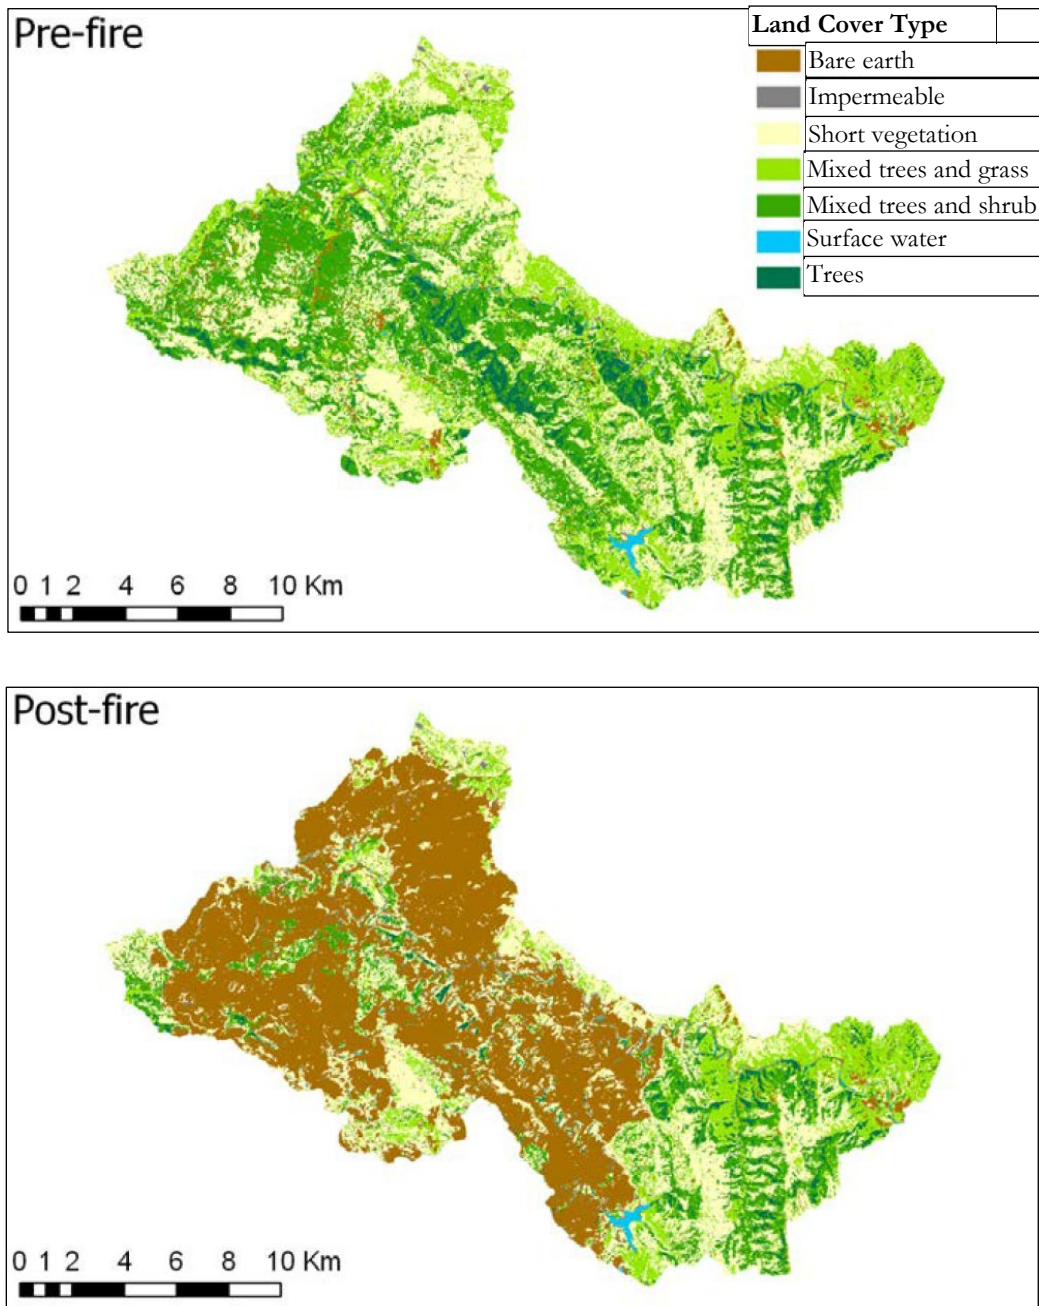 Pre-fire
Land Cover Type
Bare earth
Impermeable
Short vegetation
Mixed trees and grass
Mixed trees and shrub
Surface water
Trees
0 1 2 4 6 8 10 Km
Post-fire
0 1 2 4 6 8 10 Km